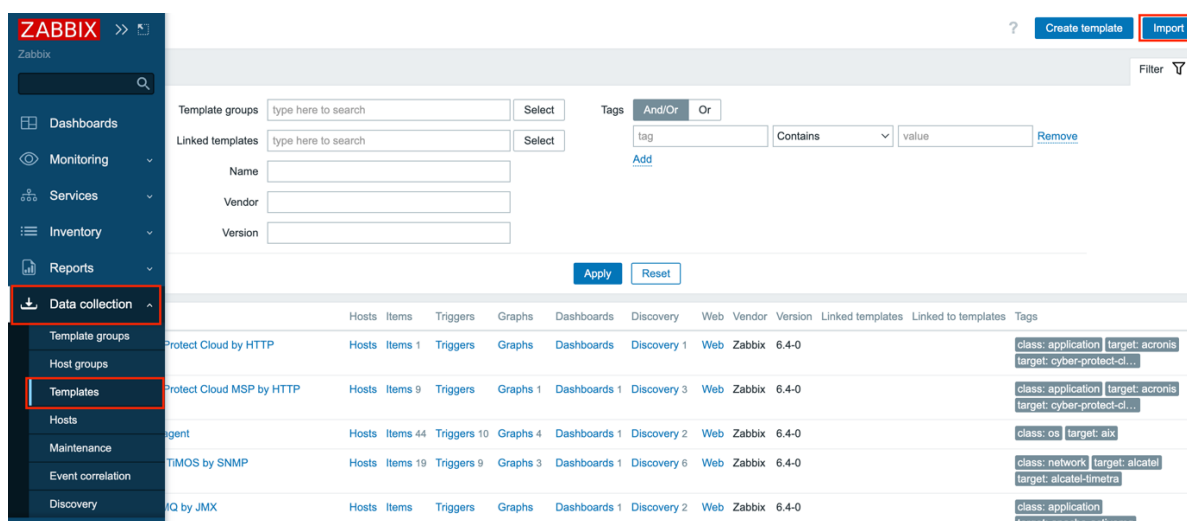 ZABBIX
? Create template Import
Zabbix
Filter
Template groups type here to search Select Tags And/Or Or
Dashboards
tag Contains value Remove
Linked templates type here to search Select
Add
Monitoring
Name
Services
Vendor
Inventory
Version
Reports
Apply Reset
Data collection
Hosts Items Triggers Graphs Dashboards Discovery Web Vendor Version Linked templates Linked to templates Tags
Template groups
Protect Cloud by HTTP Hosts Items 1 Triggers Graphs Dashboards Discovery 1 Web Zabbix 6.4-0 class: application target: acronis
target: cyber-protect-cl...
Host groups
Templates
Protect Cloud MSP by HTTP Hosts Items 9 Triggers Graphs 1 Dashboards 1 Discovery 3 Web Zabbix 6.4-0 class: application target: acronis
target: cyber-protect-cl...
Hosts
agent Hosts Items 44 Triggers 10 Graphs 4 Dashboards 1 Discovery 2 Web Zabbix 6.4-0 class: os target: aix
Maintenance
TiMOS by SNMP Hosts Items 19 Triggers 9 Graphs 3 Dashboards 1 Discovery 6 Web Zabbix 6.4-0 class: network target: alcatel
target: alcatel-timetra
Event correlation
Discovery
MQ by JMX Hosts Items Triggers Graphs Dashboards 1 Discovery 2 Web Zabbix 6.4-0 class: application